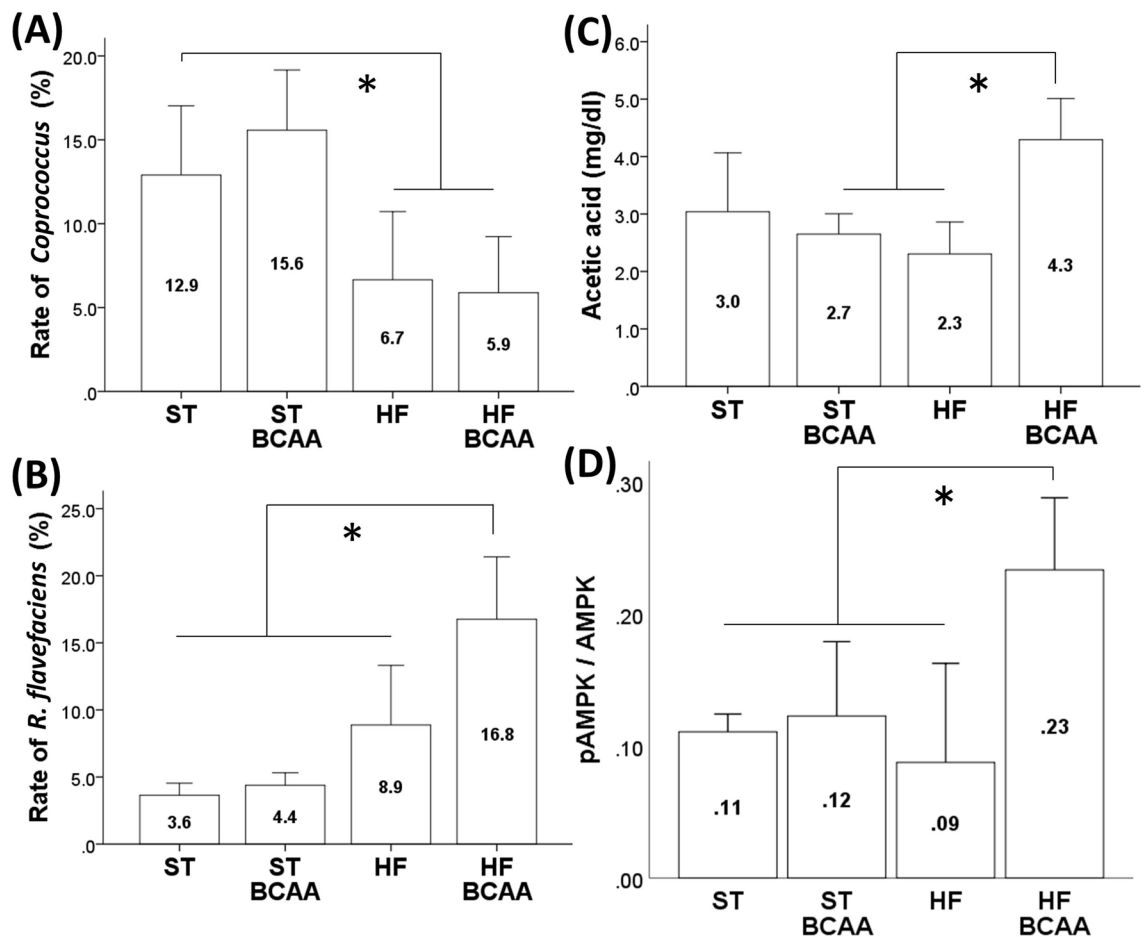 (A)
Rate of Coprococcus (%)
20.0
15.0
10.0
5.0
.0
*
12.9
15.6
6.7
5.9
ST
ST
BCAA
HF
HF
BCAA
(B)
Rate of R. flavefaciens (%)
25.0
20.0
15.0
10.0
5.0
.0
*
3.6
4.4
8.9
16.8
ST
ST
BCAA
HF
HF
BCAA
(C)
Acetic acid (mg/dl)
6.0
5.0
4.0
3.0
2.0
1.0
.0
*
3.0
2.7
2.3
4.3
ST
ST
BCAA
HF
HF
BCAA
(D)
pAMPK / AMPK
.30
.20
.10
.00
*
.11
.12
.09
.23
ST
ST
BCAA
HF
HF
BCAA